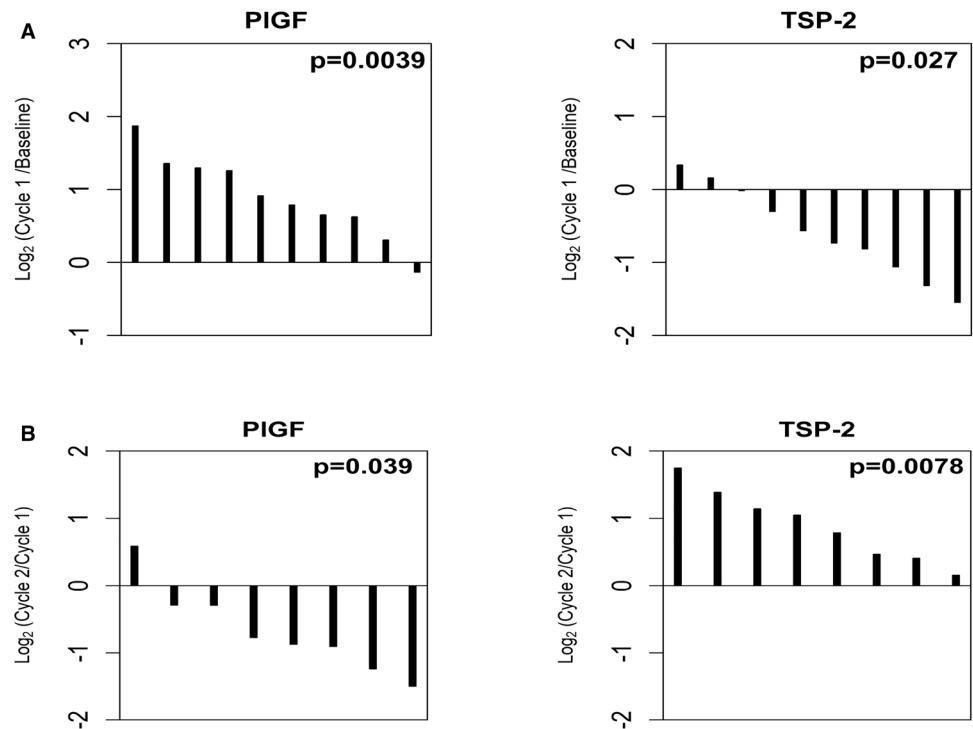 A
PIGF
p=0.0039
Log2 (Cycle 1 /Baseline)
3
2
1
0
-1
TSP-2
p=0.027
Log2 (Cycle 1 /Baseline)
2
1
0
-1
-2
B
PIGF
p=0.039
Log2 (Cycle 2/Cycle 1)
2
1
0
-1
-2
TSP-2
p=0.0078
Log2 (Cycle 2/Cycle 1)
2
1
0
-1
-2